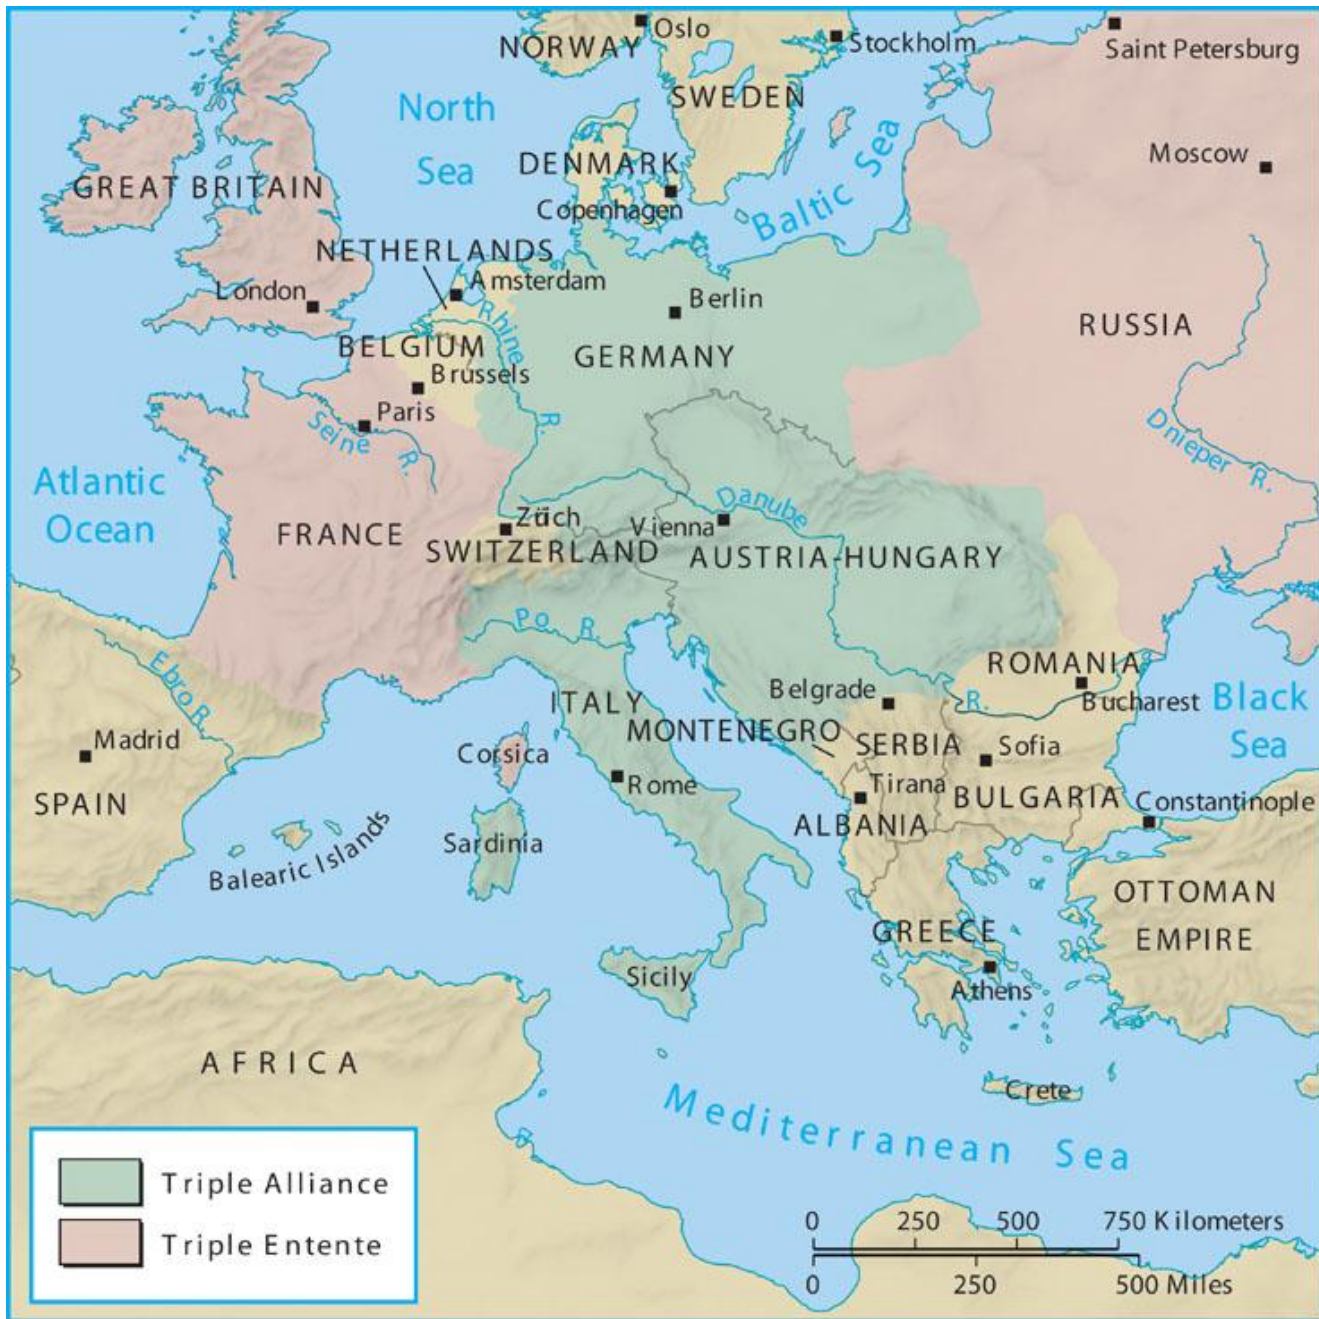 Oslo
NORWAY
Stockholm
Saint Petersburg
SWEDEN
North
Sea
Baltic Sea
Moscow
DENMARK
Copenhagen
GREAT BRITAIN
NETHERLANDS
Amsterdam
London
Berlin
Rhine
R.
RUSSIA
BELGIUM
Brussels
GERMANY
Paris
Seine R.
Dnieper R.
Atlantic
Ocean
Danube
R.
Züich
Vienna
FRANCE
SWITZERLAND
AUSTRIA-HUNGARY
Po R.
Ebro R.
ROMANIA
Belgrade
Bucharest
Black
Sea
ITALY
MONTENEGRO
SERBIA
Sofia
Madrid
Corsica
Rome
Tirana
SPAIN
BULGARIA
Constantinople
ALBANIA
Sardinia
Balearic Islands
OTTOMAN
EMPIRE
GREECE
Sicily
Athens
AFRICA
Crete
Mediterranean Sea
Triple Alliance
Triple Entente
0 250 500 750 Kilometers
0 250 500 Miles